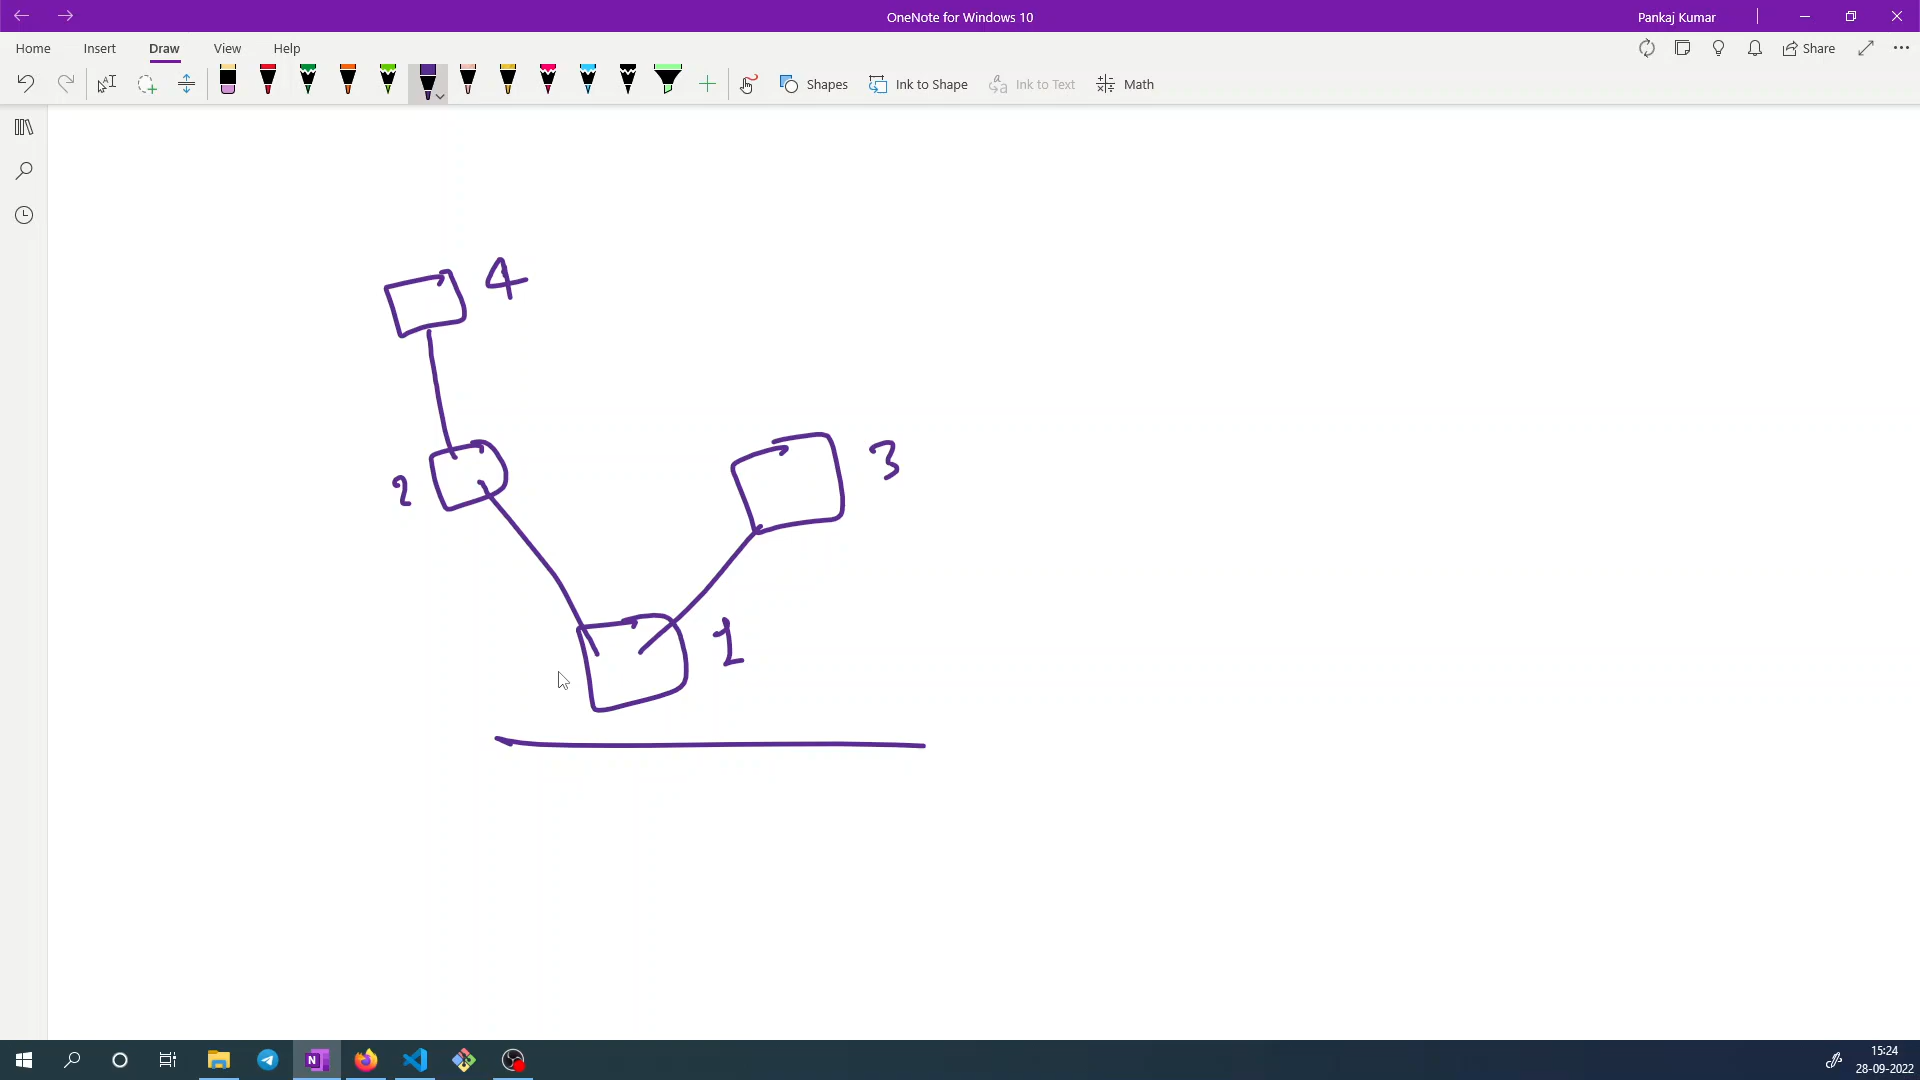 OneNote for Windows 10
Pankaj Kumar
Home Insert Draw View Help
Share
Shapes Ink to Shape Ink to Text Math
4
3
2
1
15:24
28-09-2022